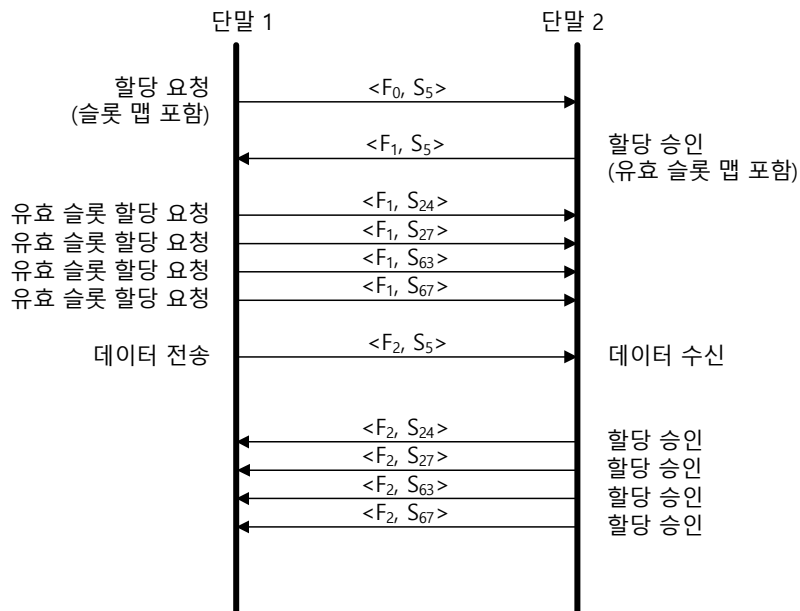 단말 1 단말 2
할당 요청
(슬롯 맵 포함)
<F₀, S₅>
<F₁, S₅>
할당 승인
(유효 슬롯 맵 포함)
유효 슬롯 할당 요청 <F₁, S₂₄>
유효 슬롯 할당 요청 <F₁, S₂₇>
유효 슬롯 할당 요청 <F₁, S₆₃>
유효 슬롯 할당 요청 <F₁, S₆₇>
데이터 전송 <F₂, S₅> 데이터 수신
<F₂, S₂₄> 할당 승인
<F₂, S₂₇> 할당 승인
<F₂, S₆₃> 할당 승인
<F₂, S₆₇> 할당 승인